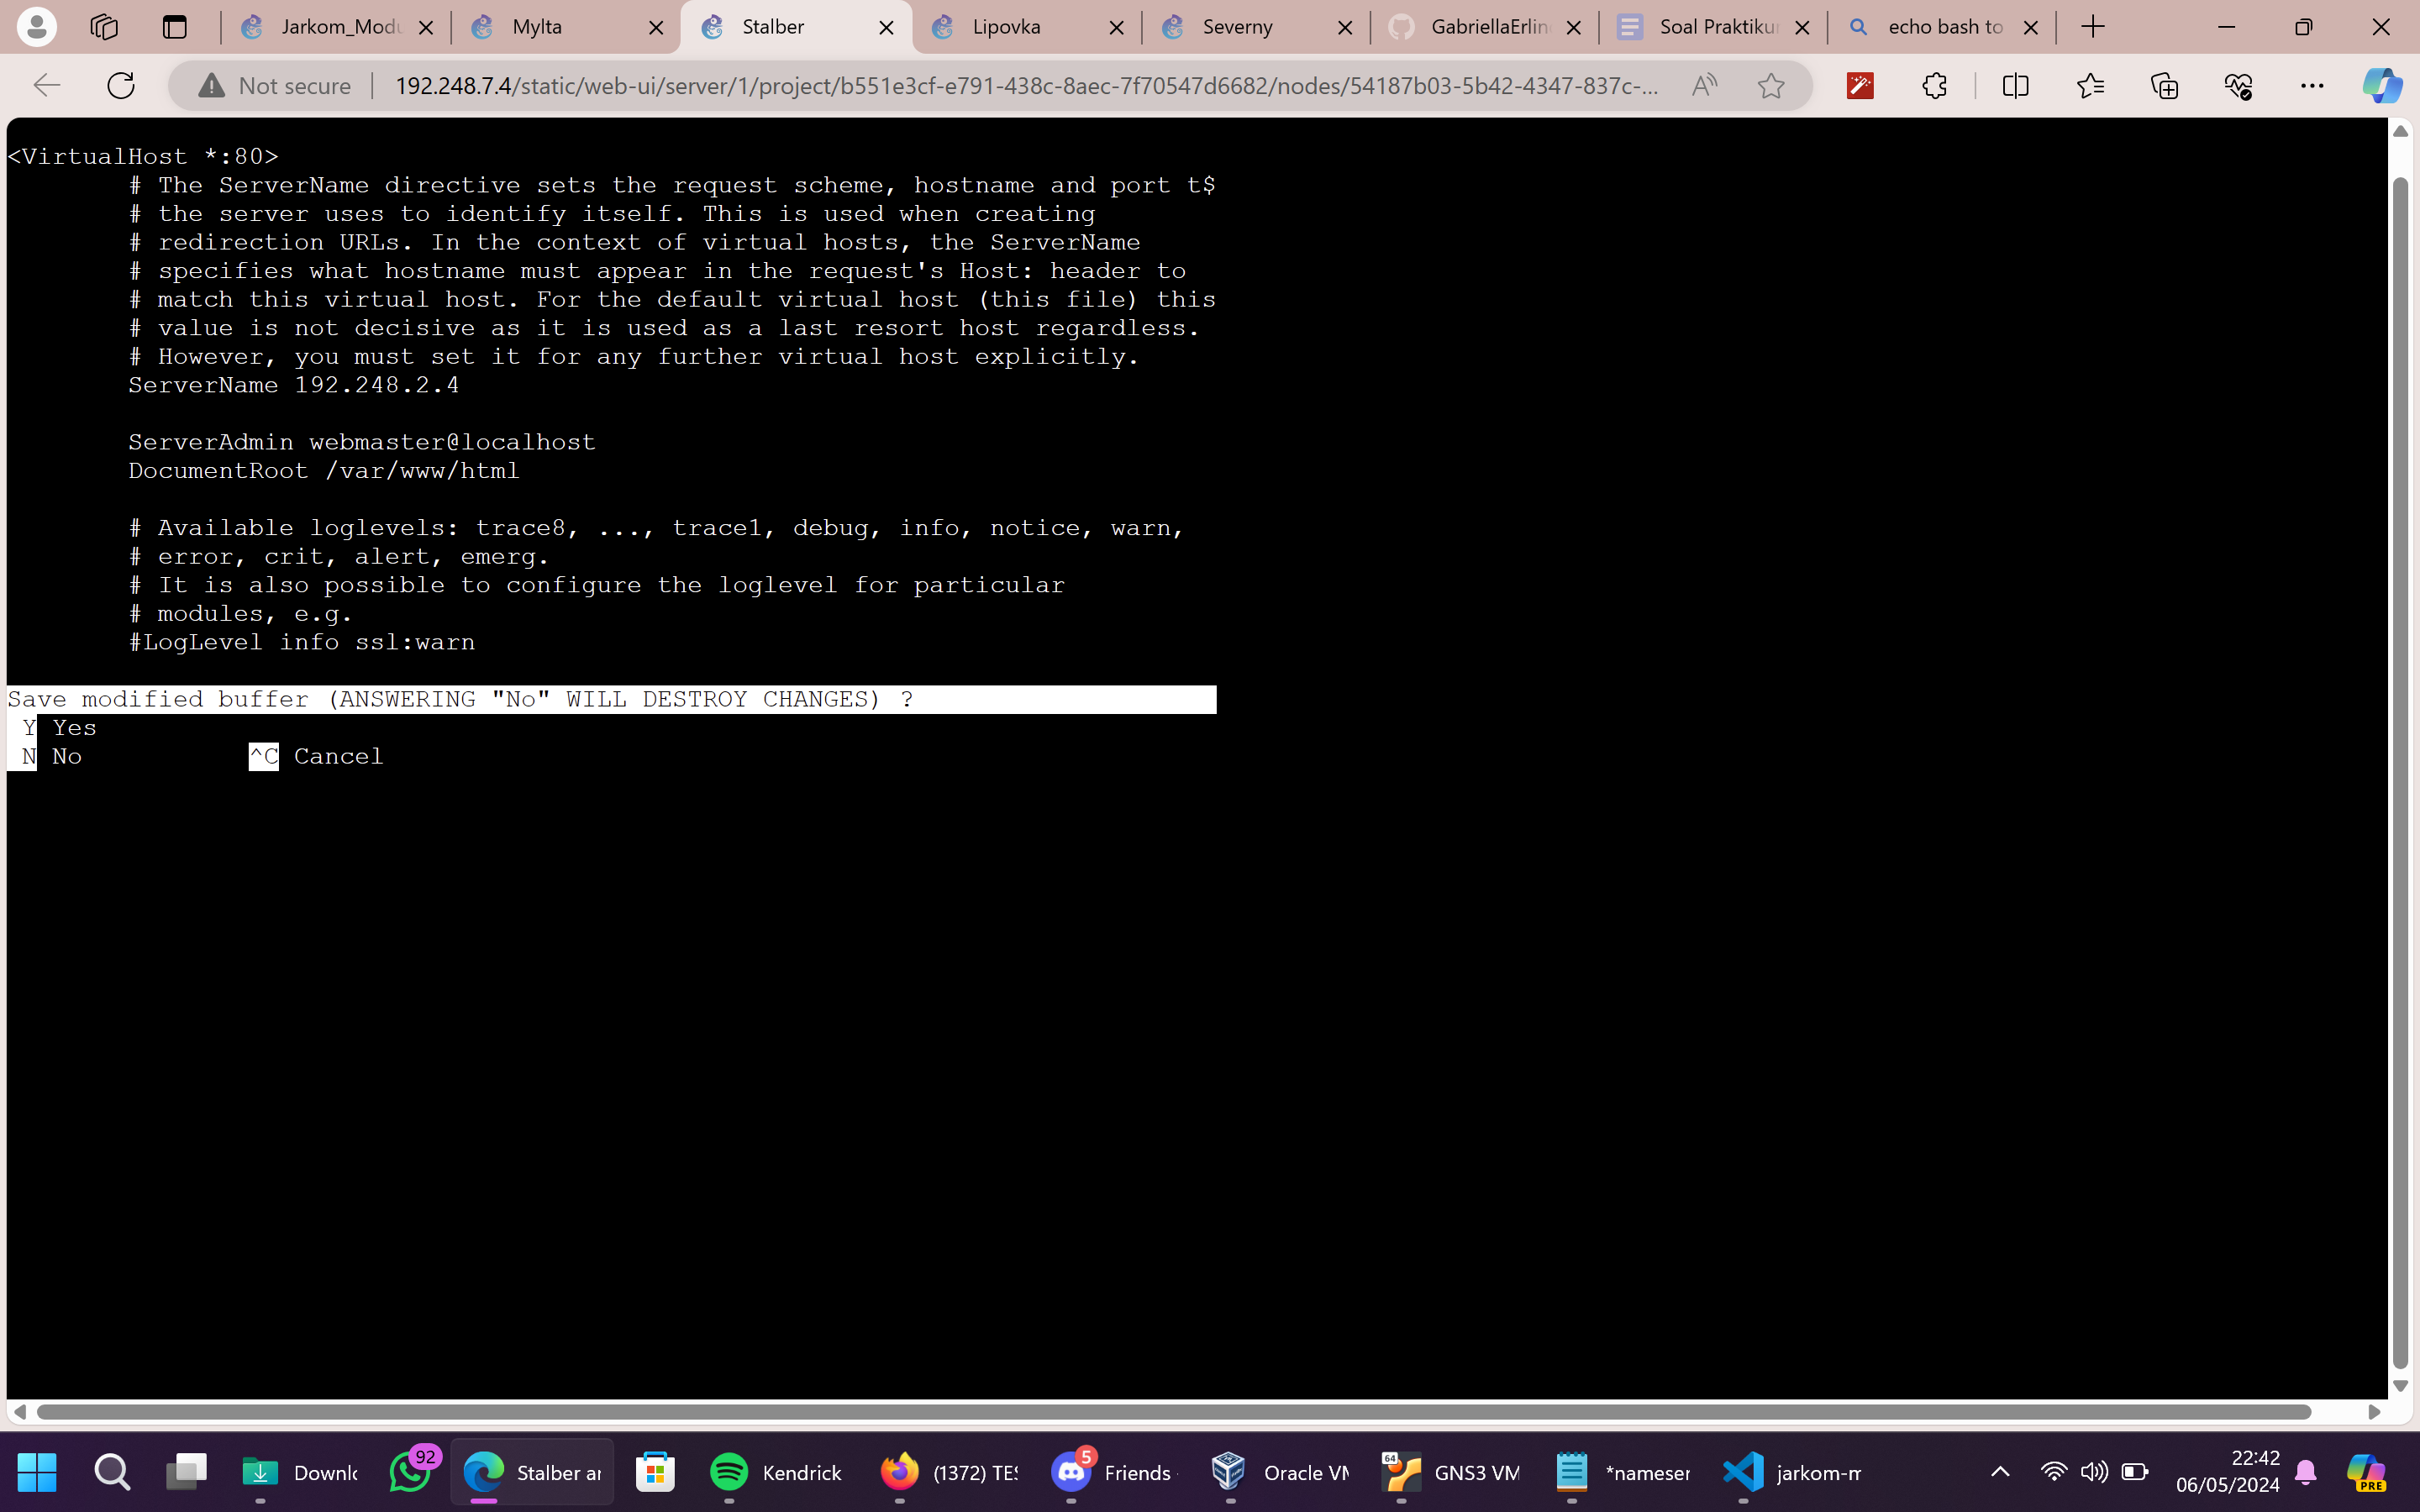 Jarkom_Modu
Mylta
Stalber
Lipovka
Severny
GabriellaErlin
Soal Praktiku
echo bash to
Not secure
192.248.7.4/static/web-ui/server/1/project/b551e3cf-e791-438c-8aec-7f70547d6682/nodes/54187b03-5b42-4347-837c-...
<VirtualHost *:80>
# The ServerName directive sets the request scheme, hostname and port t$
# the server uses to identify itself. This is used when creating
# redirection URLs. In the context of virtual hosts, the ServerName
# specifies what hostname must appear in the request's Host: header to
# match this virtual host. For the default virtual host (this file) this
# value is not decisive as it is used as a last resort host regardless.
# However, you must set it for any further virtual host explicitly.
ServerName 192.248.2.4
ServerAdmin webmaster@localhost
DocumentRoot /var/www/html
# Available loglevels: trace8, ..., trace1, debug, info, notice, warn,
# error, crit, alert, emerg.
# It is also possible to configure the loglevel for particular
# modules, e.g.
#LogLevel info ssl:warn
Save modified buffer (ANSWERING "No" WILL DESTROY CHANGES) ?
Y Yes
N No ^C Cancel
Downlo
92
Stalber ar
Kendrick
(1372) TES
5
Friends
Oracle VM
64
GNS3 VM
*nameser
jarkom-m
22:42
06/05/2024
PRE